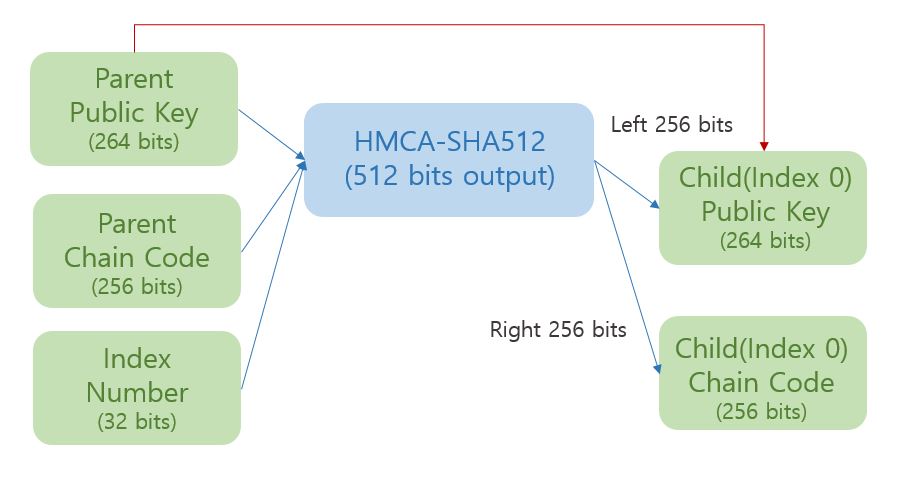 Parent
Public Key
(264 bits)
Parent
Chain Code
(256 bits)
Index
Number
(32 bits)
HMCA-SHA512
(512 bits output)
Left 256 bits
Right 256 bits
Child(Index 0)
Public Key
(264 bits)
Child(Index 0)
Chain Code
(256 bits)